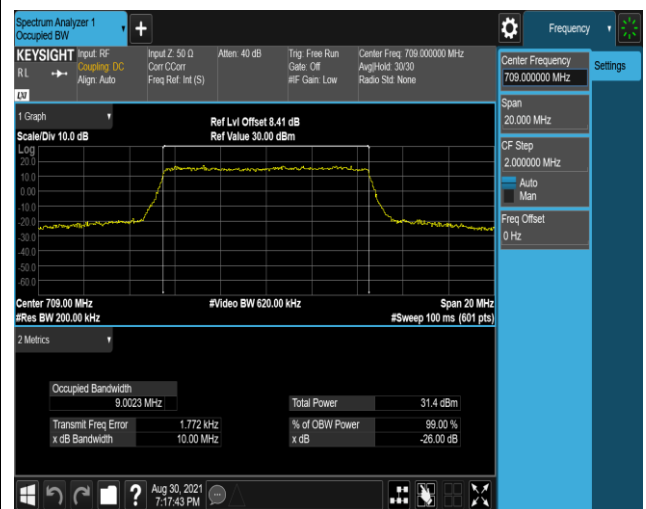 Spectrum Analyzer 1
Occupied BW
+
Frequency
KEYSIGHT
RL
LXI
Input: RF
Coupling: DC
Align: Auto
Input Z: 50 Ω
Corr CCorr
Freq Ref: Int (S)
Atten: 40 dB
Trig: Free Run
Gate: Off
#IF Gain: Low
Center Freq: 709.000000 MHz
Avg|Hold: 30/30
Radio Std: None
Center Frequency
709.000000 MHz
Settings
Span
20.000 MHz
CF Step
2.000000 MHz
Auto
Man
Freq Offset
0 Hz
1 Graph
Scale/Div 10.0 dB
Ref Lvl Offset 8.41 dB
Ref Value 30.00 dBm
Log
20.0
10.0
0.00
-10.0
-20.0
-30.0
-40.0
-50.0
-60.0
Center 709.00 MHz
#Video BW 620.00 kHz
Span 20 MHz
#Res BW 200.00 kHz
#Sweep 100 ms (601 pts)
2 Metrics
Occupied Bandwidth
9.0023 MHz
Total Power
31.4 dBm
Transmit Freq Error
1.772 kHz
% of OBW Power
99.00 %
x dB Bandwidth
10.00 MHz
x dB
-26.00 dB
?
Aug 30, 2021
7:17:43 PM